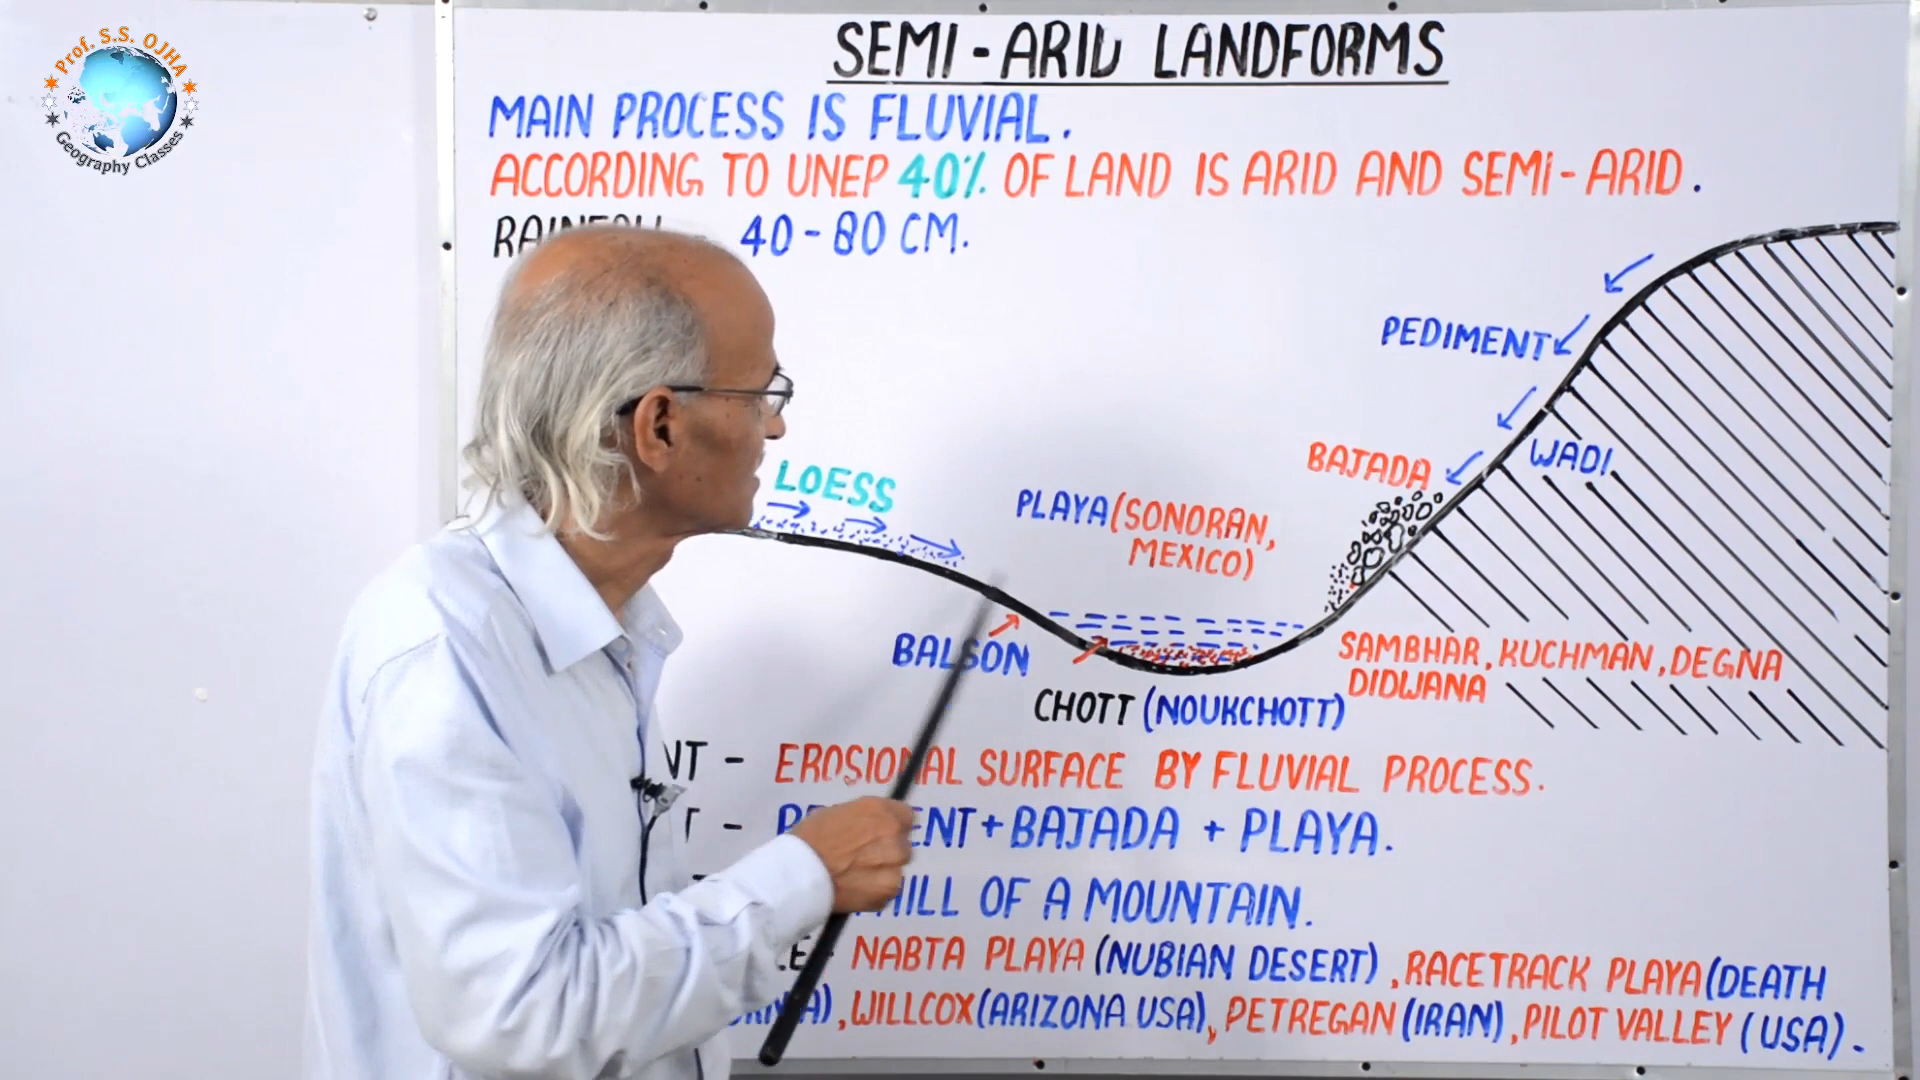 Prof. S.S. OJHA
Geography Classes
SEMI-ARID LANDFORMS
MAIN PROCESS IS FLUVIAL.
ACCORDING TO UNEP 40% OF LAND IS ARID AND SEMI-ARID.
40-80 CM.
PEDIMENT
BAJADA
WADI
LOESS
PLAYA (SONORAN,
MEXICO)
BALSON
CHOTT (NOUKCHOTT)
SAMBHAR, KUCHMAN, DEGNA
DIDWANA
- EROSIONAL SURFACE BY FLUVIAL PROCESS.
- +BAJADA + PLAYA.
OF A MOUNTAIN.
NABTA PLAYA (NUBIAN DESERT), RACETRACK PLAYA (DEATH
, WILLCOX (ARIZONA USA), PETREGAN (IRAN), PILOT VALLEY (USA).